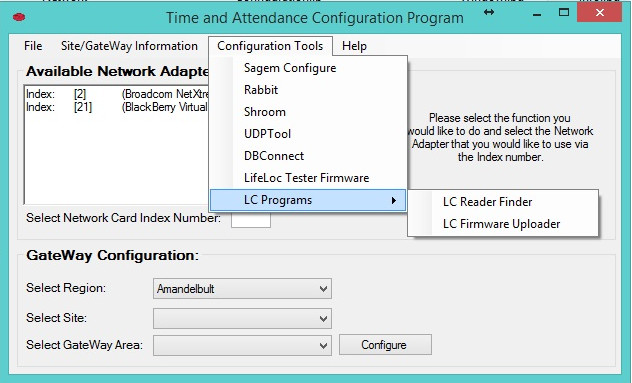 Time and Attendance Configuration Program
File Site/GateWay Information Configuration Tools Help
Available Network
Index: [2] (Broadcom
Index: [21] (BlackBerry Virtual
Sagem Configure
Rabbit
Shroom
UDPTool
DBConnect
LifeLoc Tester Firmware
LC Programs
LC Reader Finder
LC Firmware Uploader
Please select the function you
would like to do and select the Network
Adapter that you would like to use via
the Index number.
Select Network Card Index Number:
GateWay Configuration:
Select Region: Amandelbult
Select Site:
Select GateWay Area: Configure